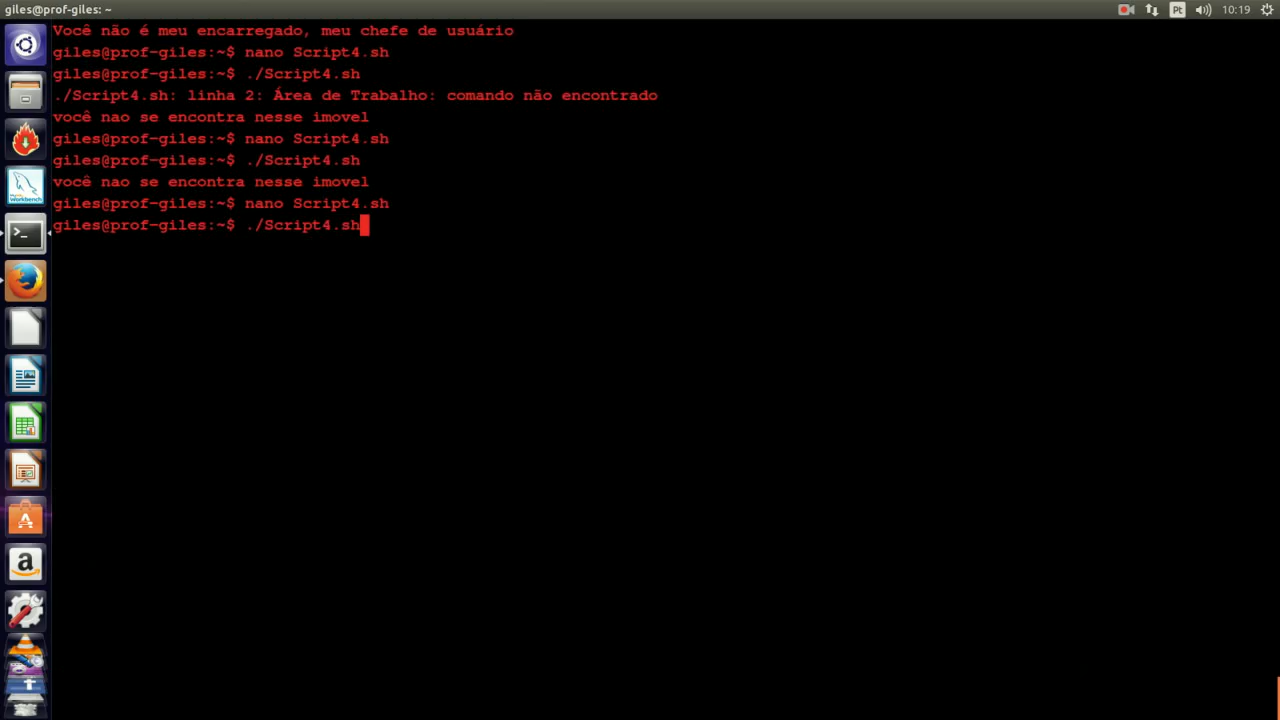 giles@prof-giles: ~
Pt
10:19
Você não é meu encarregado, meu chefe de usuário
giles@prof-giles:~$ nano Script4.sh
giles@prof-giles:~$ ./Script4.sh
./Script4.sh: linha 2: Área de Trabalho: comando não encontrado
você nao se encontra nesse imovel
giles@prof-giles:~$ nano Script4.sh
giles@prof-giles:~$ ./Script4.sh
você nao se encontra nesse imovel
giles@prof-giles:~$ nano Script4.sh
giles@prof-giles:~$ ./Script4.sh
Workbench